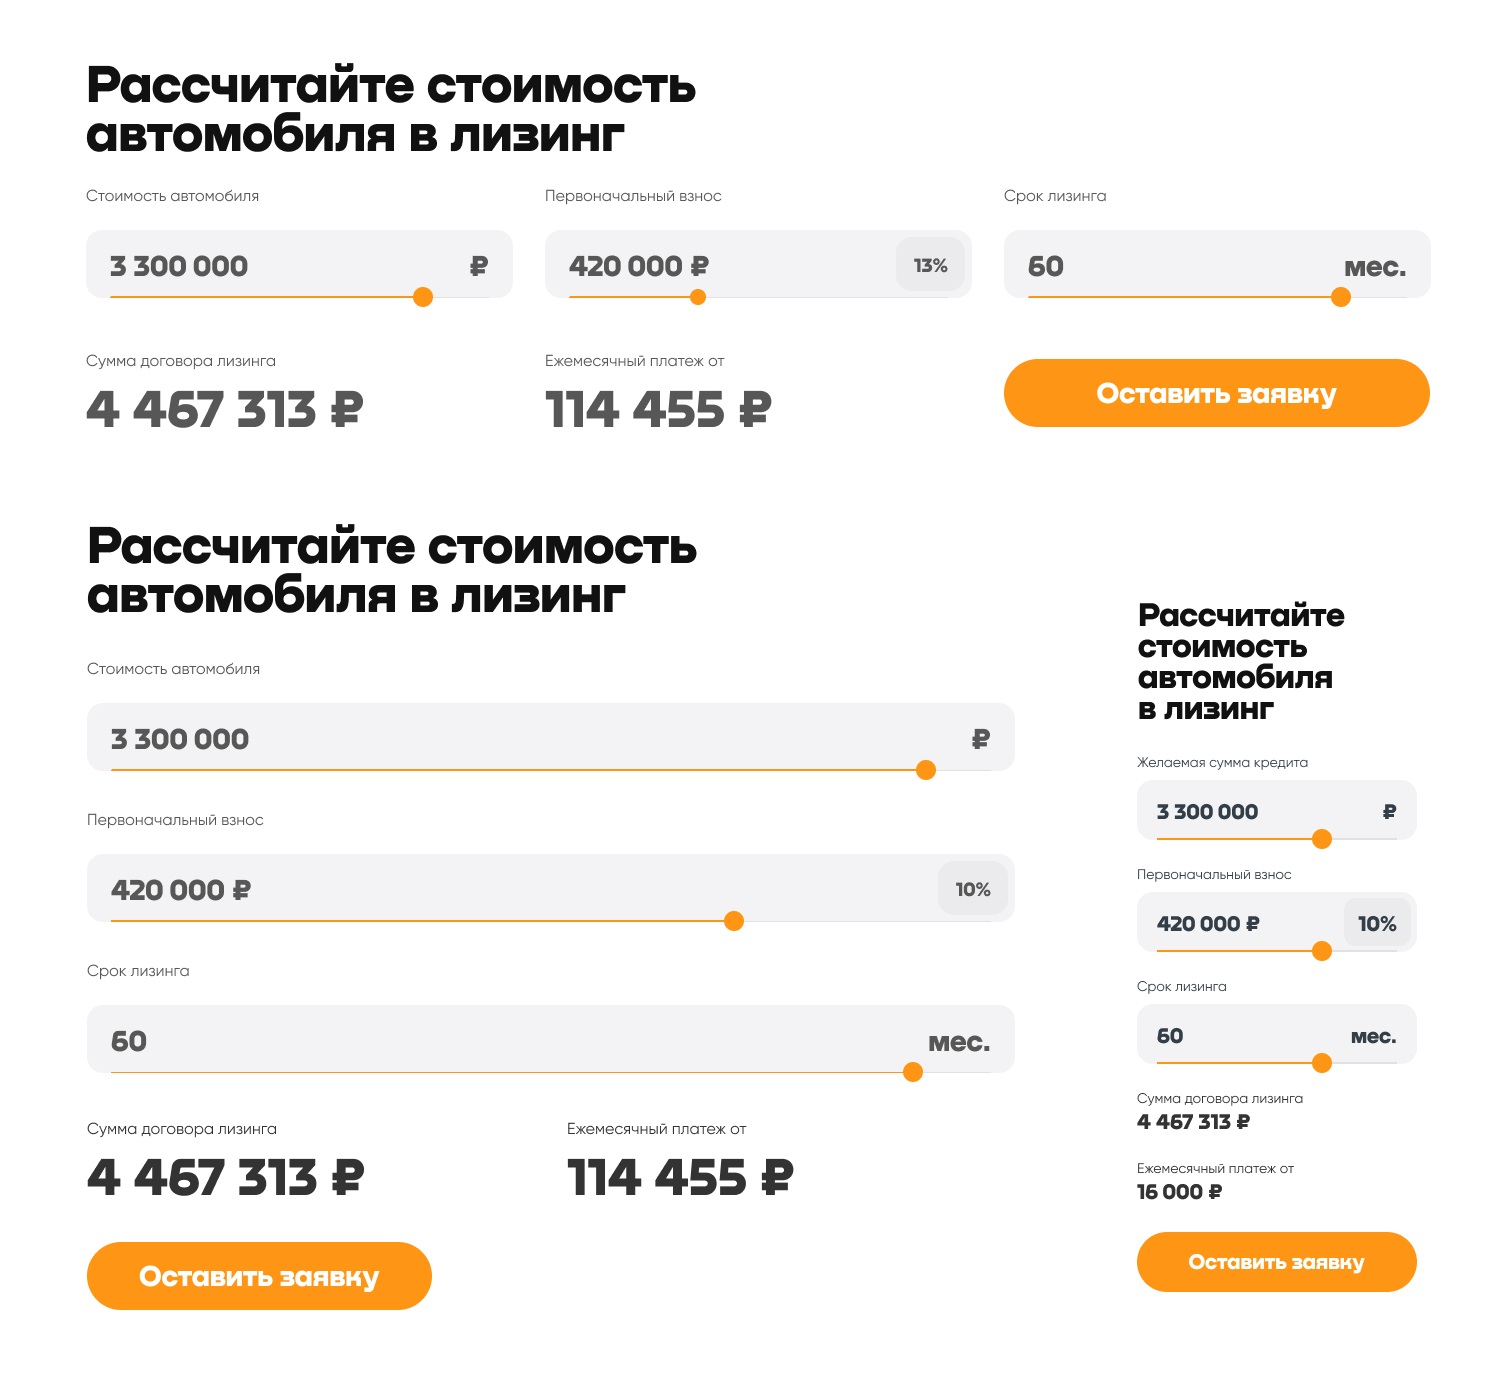 Рассчитайте стоимость
автомобиля в лизинг
Стоимость автомобиля
3 300 000 ₽
Первоначальный взнос
420 000 ₽ 13%
Срок лизинга
60 мес.
Сумма договора лизинга
4 467 313 ₽
Ежемесячный платеж от
114 455 ₽
Оставить заявку
Рассчитайте стоимость
автомобиля в лизинг
Стоимость автомобиля
3 300 000 ₽
Первоначальный взнос
420 000 ₽ 10%
Срок лизинга
60 мес.
Сумма договора лизинга
4 467 313 ₽
Ежемесячный платеж от
114 455 ₽
Оставить заявку
Рассчитайте
стоимость
автомобиля
в лизинг
Желаемая сумма кредита
3 300 000 ₽
Первоначальный взнос
420 000 ₽ 10%
Срок лизинга
60 мес.
Сумма договора лизинга
4 467 313 ₽
Ежемесячный платеж от
16 000 ₽
Оставить заявку